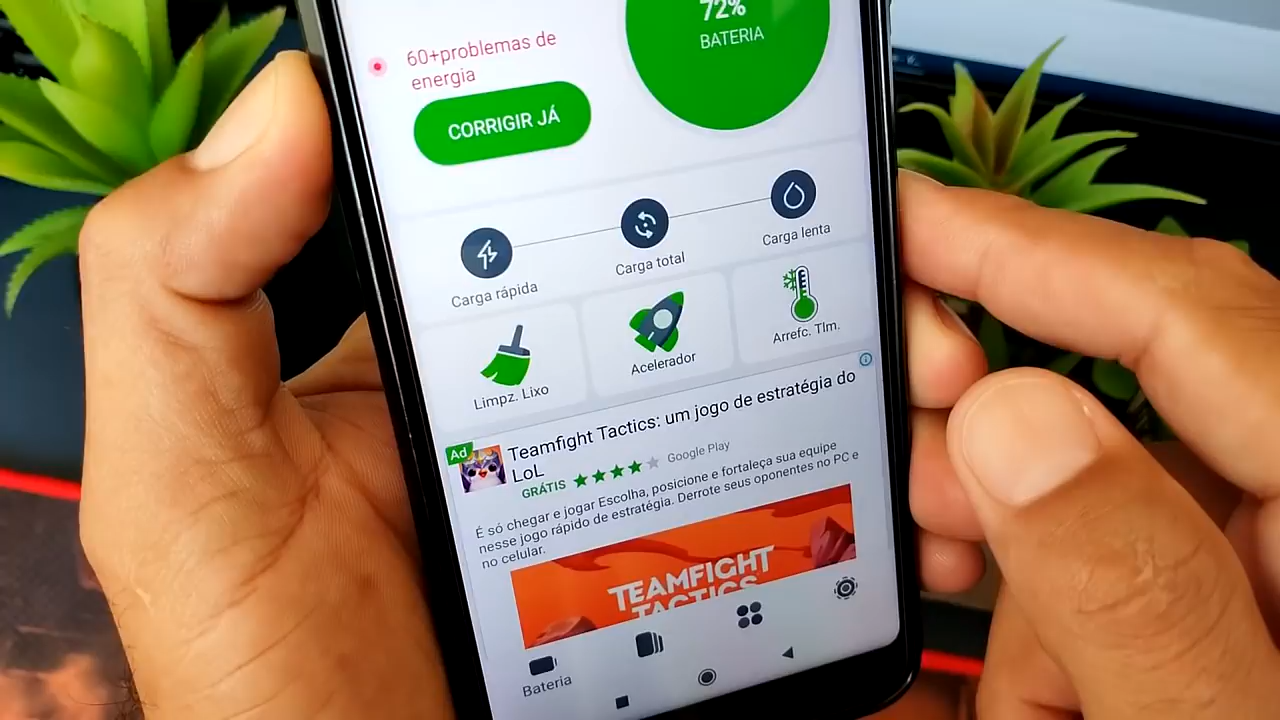 72%
BATERIA
60+problemas de
energia
CORRIGIR JÁ
Carga rápida
Carga total
Carga lenta
Limpz. Lixo
Acelerador
Arrefc. Tlm.
Ad
Teamfight Tactics: um jogo de estratégia do
LoL
GRÁTIS
Google Play
É só chegar e jogar Escolha, posicione e fortaleça sua equipe
nesse jogo rápido de estratégia. Derrote seus oponentes no PC e
no celular.
TEAMFIGHT
TACTICS
Bateria